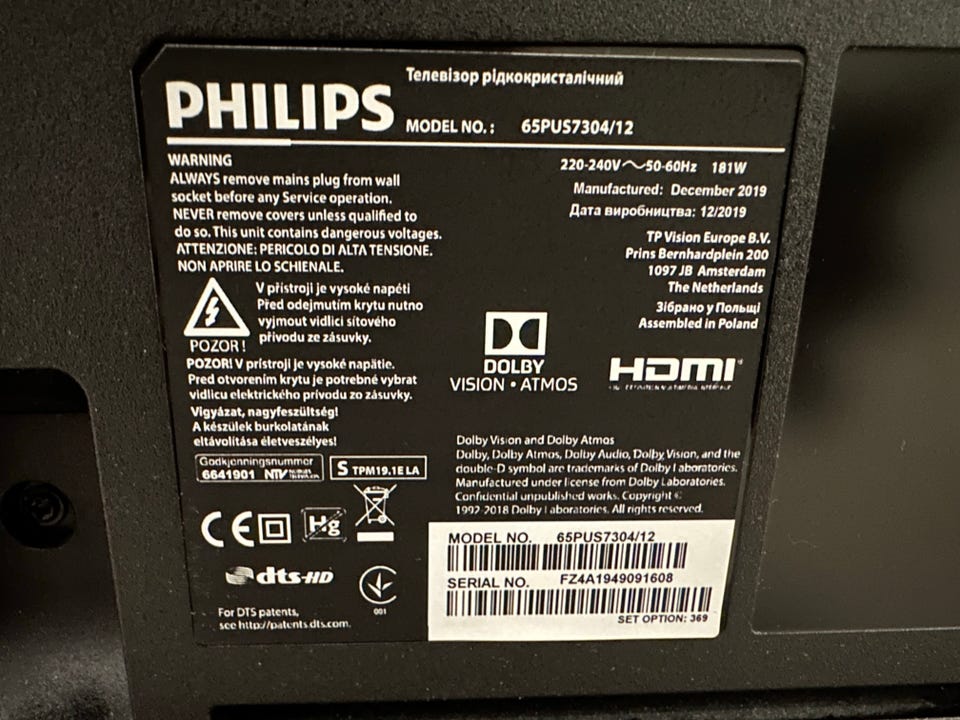 Телевізор рідкокристалічний
PHILIPS
MODEL NO. : 65PUS7304/12
WARNING
ALWAYS remove mains plug from wall
socket before any Service operation.
NEVER remove covers unless qualified to
do so. This unit contains dangerous voltages.
ATTENZIONE: PERICOLO DI ALTA TENSIONE.
NON APRIRE LO SCHIENALE.
V přístroji je vysoké napětí
Před odejmutím krytu nutno
vyjmout vidlici síťového
přívodu ze zásuvky.
POZOR!
POZOR! V prístroji je vysoké napätie.
Pred otvorením krytu je potrebné vybrat
vidlicu elektrického prívodu zo zásuvky.
Vigyázat, nagyfeszültség!
A készülek burkolatának
eltávolítása életveszélyes!
Godkjenningsnummer
6641901 NTV
S TPM19.1E LA
CE
Hg
dts-HD
001
For DTS patents,
see http://patents.dts.com.
220-240V～50-60Hz 181W
Manufactured: December 2019
Дата виробництва: 12/2019
TP Vision Europe B.V.
Prins Bernhardplein 200
1097 JB Amsterdam
The Netherlands
Зібрано у Польщі
Assembled in Poland
DOLBY
VISION • ATMOS
HDMI
Dolby Vision and Dolby Atmos
Dolby, Dolby Atmos, Dolby Audio, Dolby Vision, and the
double-D symbol are trademarks of Dolby Laboratories.
Manufactured under license from Dolby Laboratories.
Confidential unpublished works. Copyright ©
1992-2018 Dolby Laboratories. All rights reserved.
MODEL NO. 65PUS7304/12
SERIAL NO. FZ4A1949091608
SET OPTION: 369